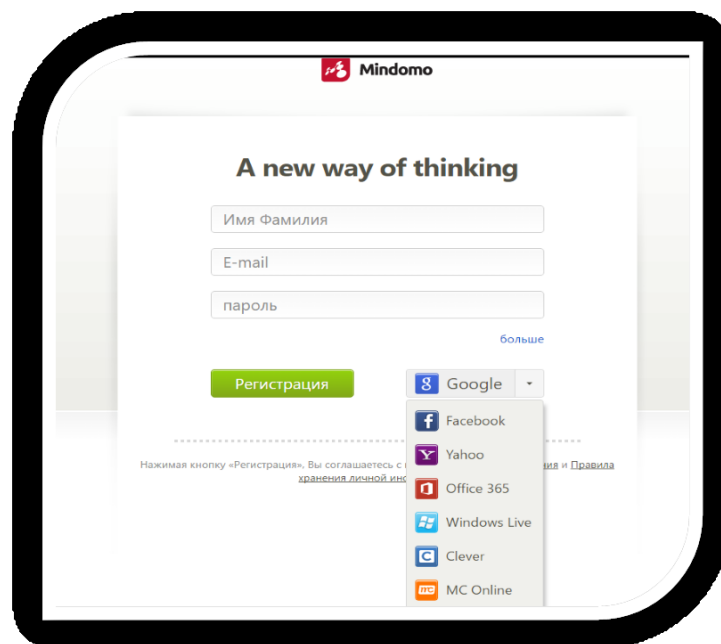 Mindomo
A new way of thinking
Имя Фамилия
E-mail
пароль
больше
Регистрация
Google
Facebook
Yahoo
Office 365
Windows Live
Clever
MC Online
Нажимая кнопку «Регистрация», Вы соглашаетесь с и Правила
хранения личной